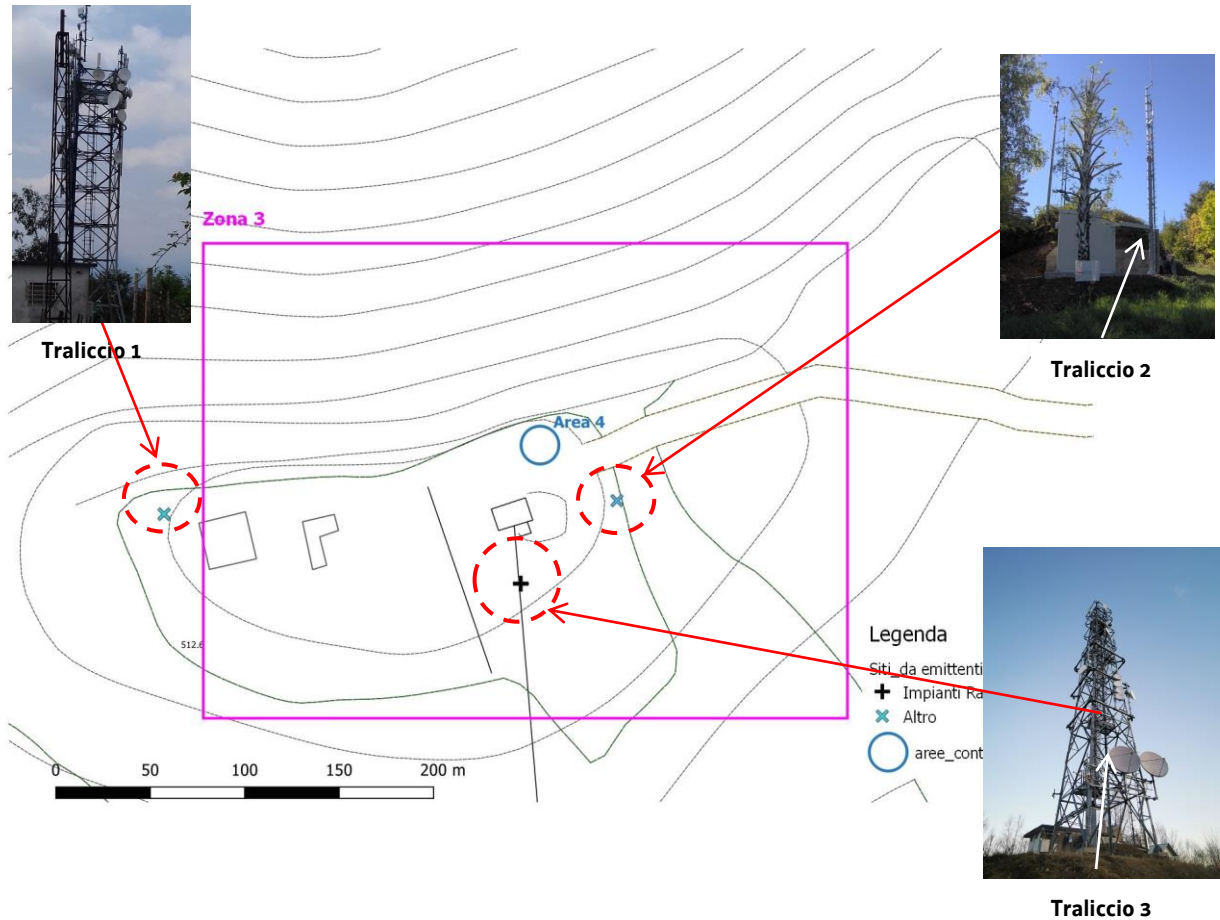 Zona 3
Traliccio 1
Traliccio 2
Area 4
512.6
Legenda
Siti_da emittenti
Impianti Ra
Altro
aree_cont
0 50 100 150 200 m
Traliccio 3